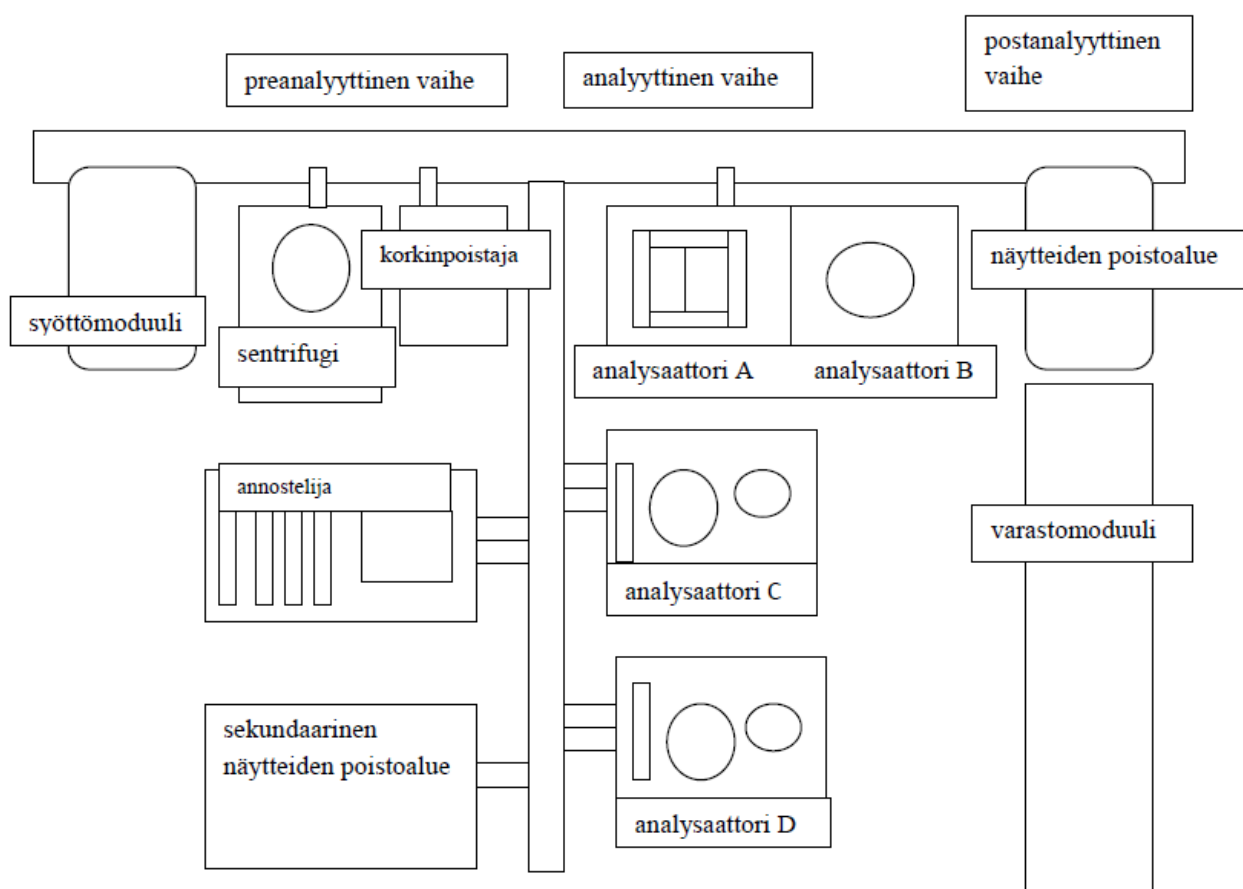 postanalyyttinen
vaihe
preanalyyttinen vaihe
analyyttinen vaihe
korkinpoistaja
näytteiden poistoalue
syöttömoduuli
sentrifugi
analysaattori A
analysaattori B
annostelija
varastomoduuli
analysaattori C
sekundaarinen
näytteiden poistoalue
analysaattori D